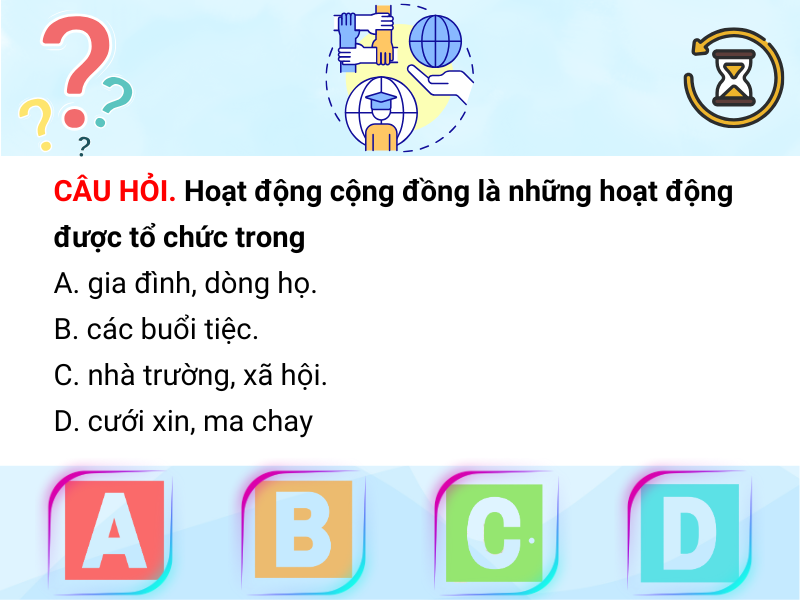 CÂU HỎI. Hoạt động cộng đồng là những hoạt động
được tổ chức trong
A. gia đình, dòng họ.
B. các buổi tiệc.
C. nhà trường, xã hội.
D. cưới xin, ma chay
A B C D